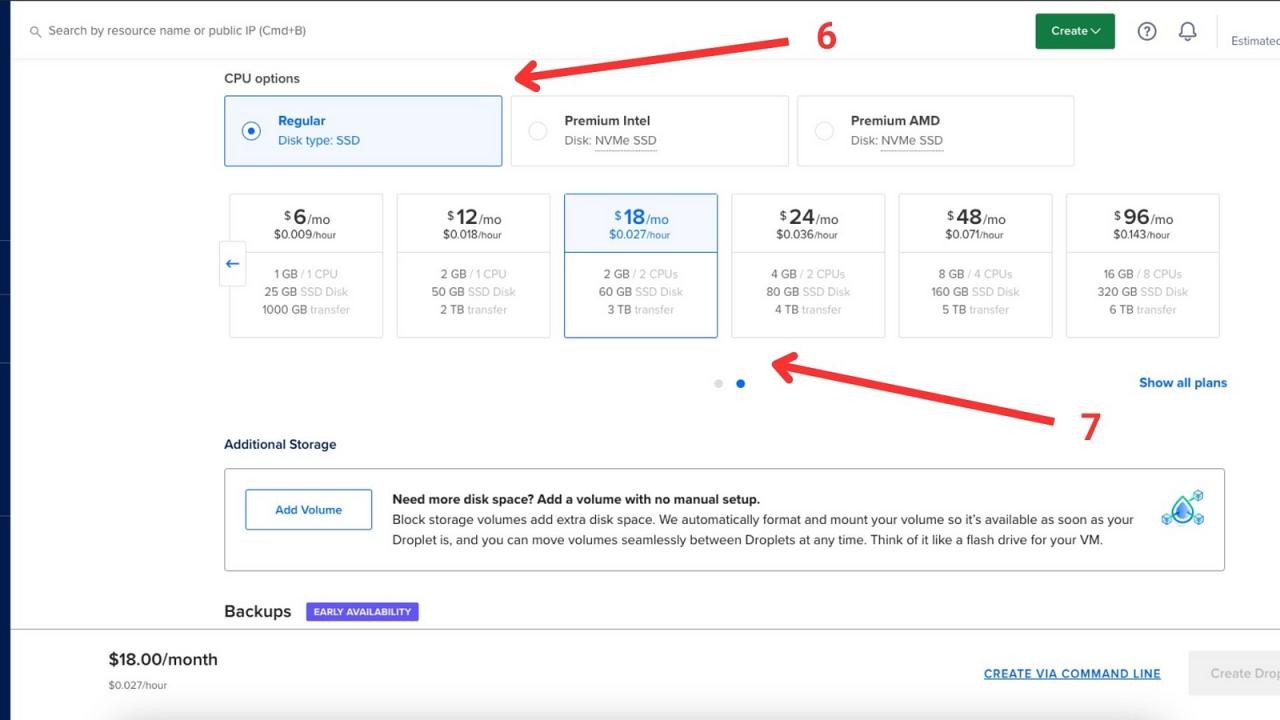 Search by resource name or public IP (Cmd+B)
Create
Estimated
6
CPU options
Regular
Disk type: SSD
Premium Intel
Disk: NVMe SSD
Premium AMD
Disk: NVMe SSD
$6/mo
$0.009/hour
1 GB / 1 CPU
25 GB SSD Disk
1000 GB transfer
$12/mo
$0.018/hour
2 GB / 1 CPU
50 GB SSD Disk
2 TB transfer
$18/mo
$0.027/hour
2 GB / 2 CPUs
60 GB SSD Disk
3 TB transfer
$24/mo
$0.036/hour
4 GB / 2 CPUs
80 GB SSD Disk
4 TB transfer
$48/mo
$0.071/hour
8 GB / 4 CPUs
160 GB SSD Disk
5 TB transfer
$96/mo
$0.143/hour
16 GB / 8 CPUs
320 GB SSD Disk
6 TB transfer
Show all plans
7
Additional Storage
Add Volume
Need more disk space? Add a volume with no manual setup.
Block storage volumes add extra disk space. We automatically format and mount your volume so it's available as soon as your
Droplet is, and you can move volumes seamlessly between Droplets at any time. Think of it like a flash drive for your VM.
Backups
EARLY AVAILABILITY
$18.00/month
$0.027/hour
CREATE VIA COMMAND LINE
Create Drop